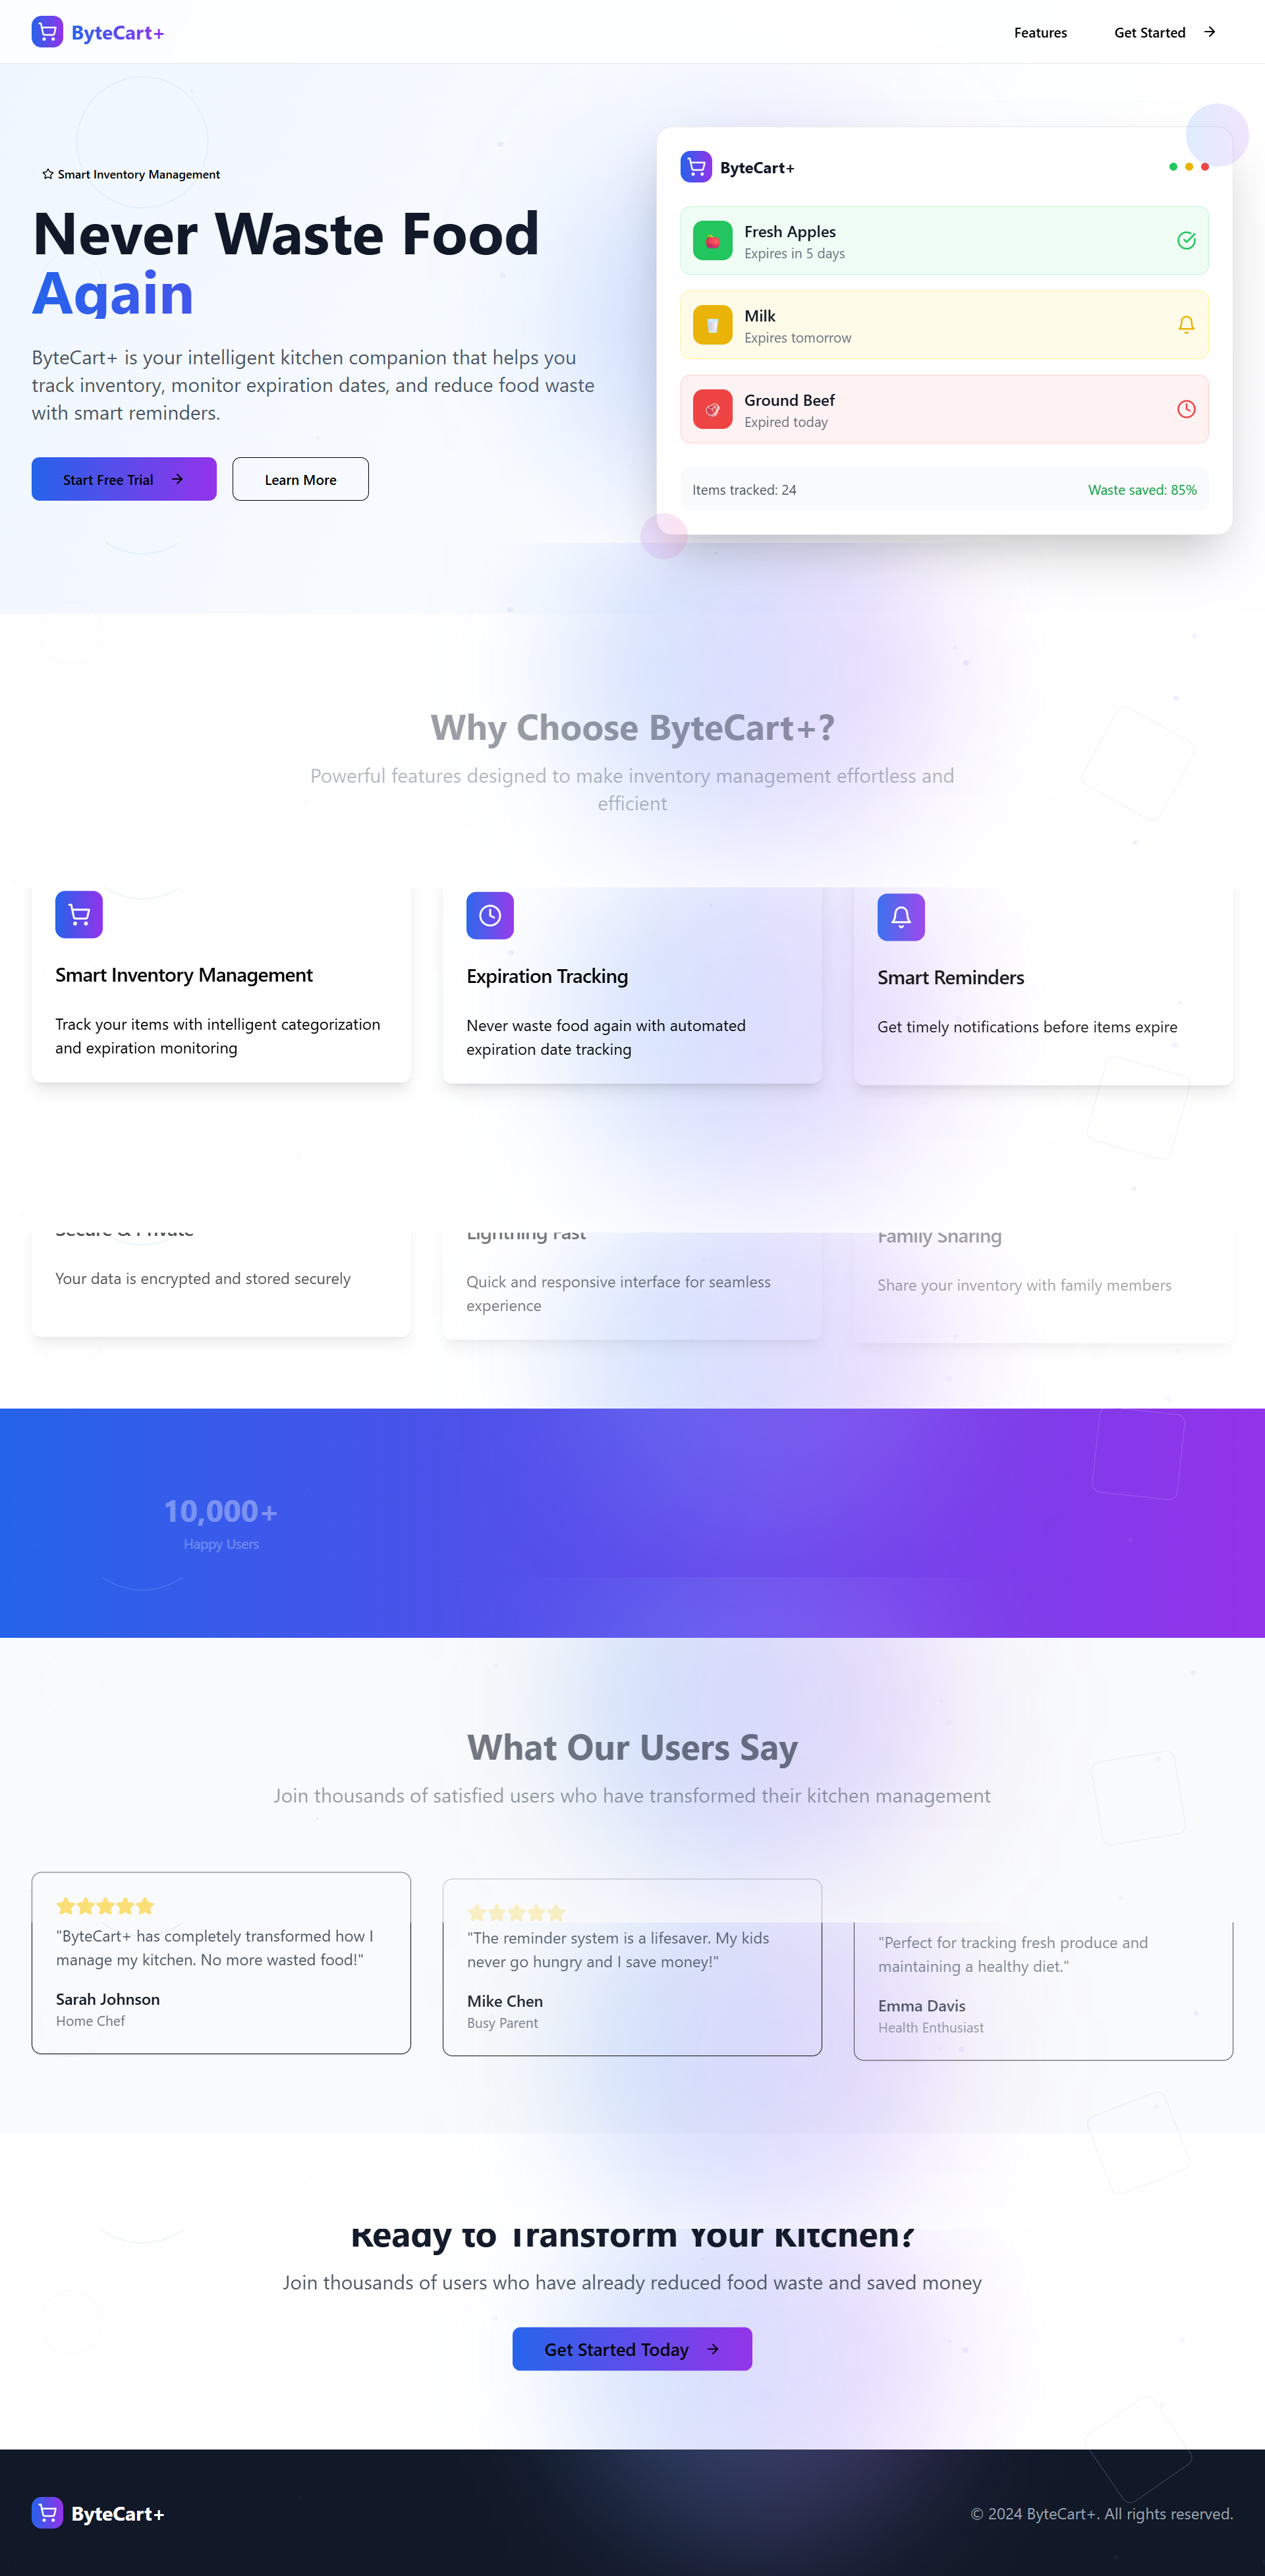 ByteCart+
Features
Get Started
Smart Inventory Management
Never Waste Food
Again
ByteCart+ is your intelligent kitchen companion that helps you
track inventory, monitor expiration dates, and reduce food waste
with smart reminders.
Start Free Trial
Learn More
ByteCart+
Fresh Apples
Expires in 5 days
Milk
Expires tomorrow
Ground Beef
Expired today
Items tracked: 24
Waste saved: 85%
Why Choose ByteCart+?
Powerful features designed to make inventory management effortless and
efficient
Smart Inventory Management
Track your items with intelligent categorization
and expiration monitoring
Expiration Tracking
Never waste food again with automated
expiration date tracking
Smart Reminders
Get timely notifications before items expire
Secure & Private
Your data is encrypted and stored securely
Lightning Fast
Quick and responsive interface for seamless
experience
Family Sharing
Share your inventory with family members
10,000+
Happy Users
What Our Users Say
Join thousands of satisfied users who have transformed their kitchen management
"ByteCart+ has completely transformed how I
manage my kitchen. No more wasted food!"
Sarah Johnson
Home Chef
"The reminder system is a lifesaver. My kids
never go hungry and I save money!"
Mike Chen
Busy Parent
"Perfect for tracking fresh produce and
maintaining a healthy diet."
Emma Davis
Health Enthusiast
Ready to Transform Your Kitchen?
Join thousands of users who have already reduced food waste and saved money
Get Started Today
ByteCart+
© 2024 ByteCart+. All rights reserved.